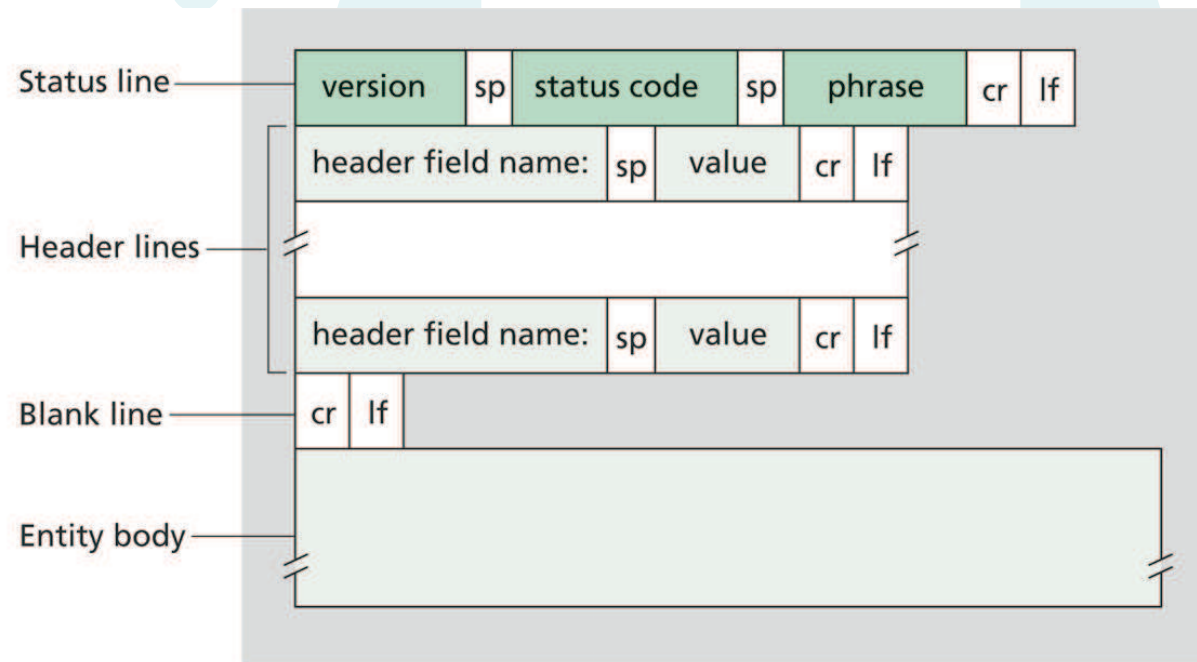 Status line version sp status code sp phrase cr lf
header field name: sp value cr lf
Header lines
header field name: sp value cr lf
Blank line cr lf
Entity body